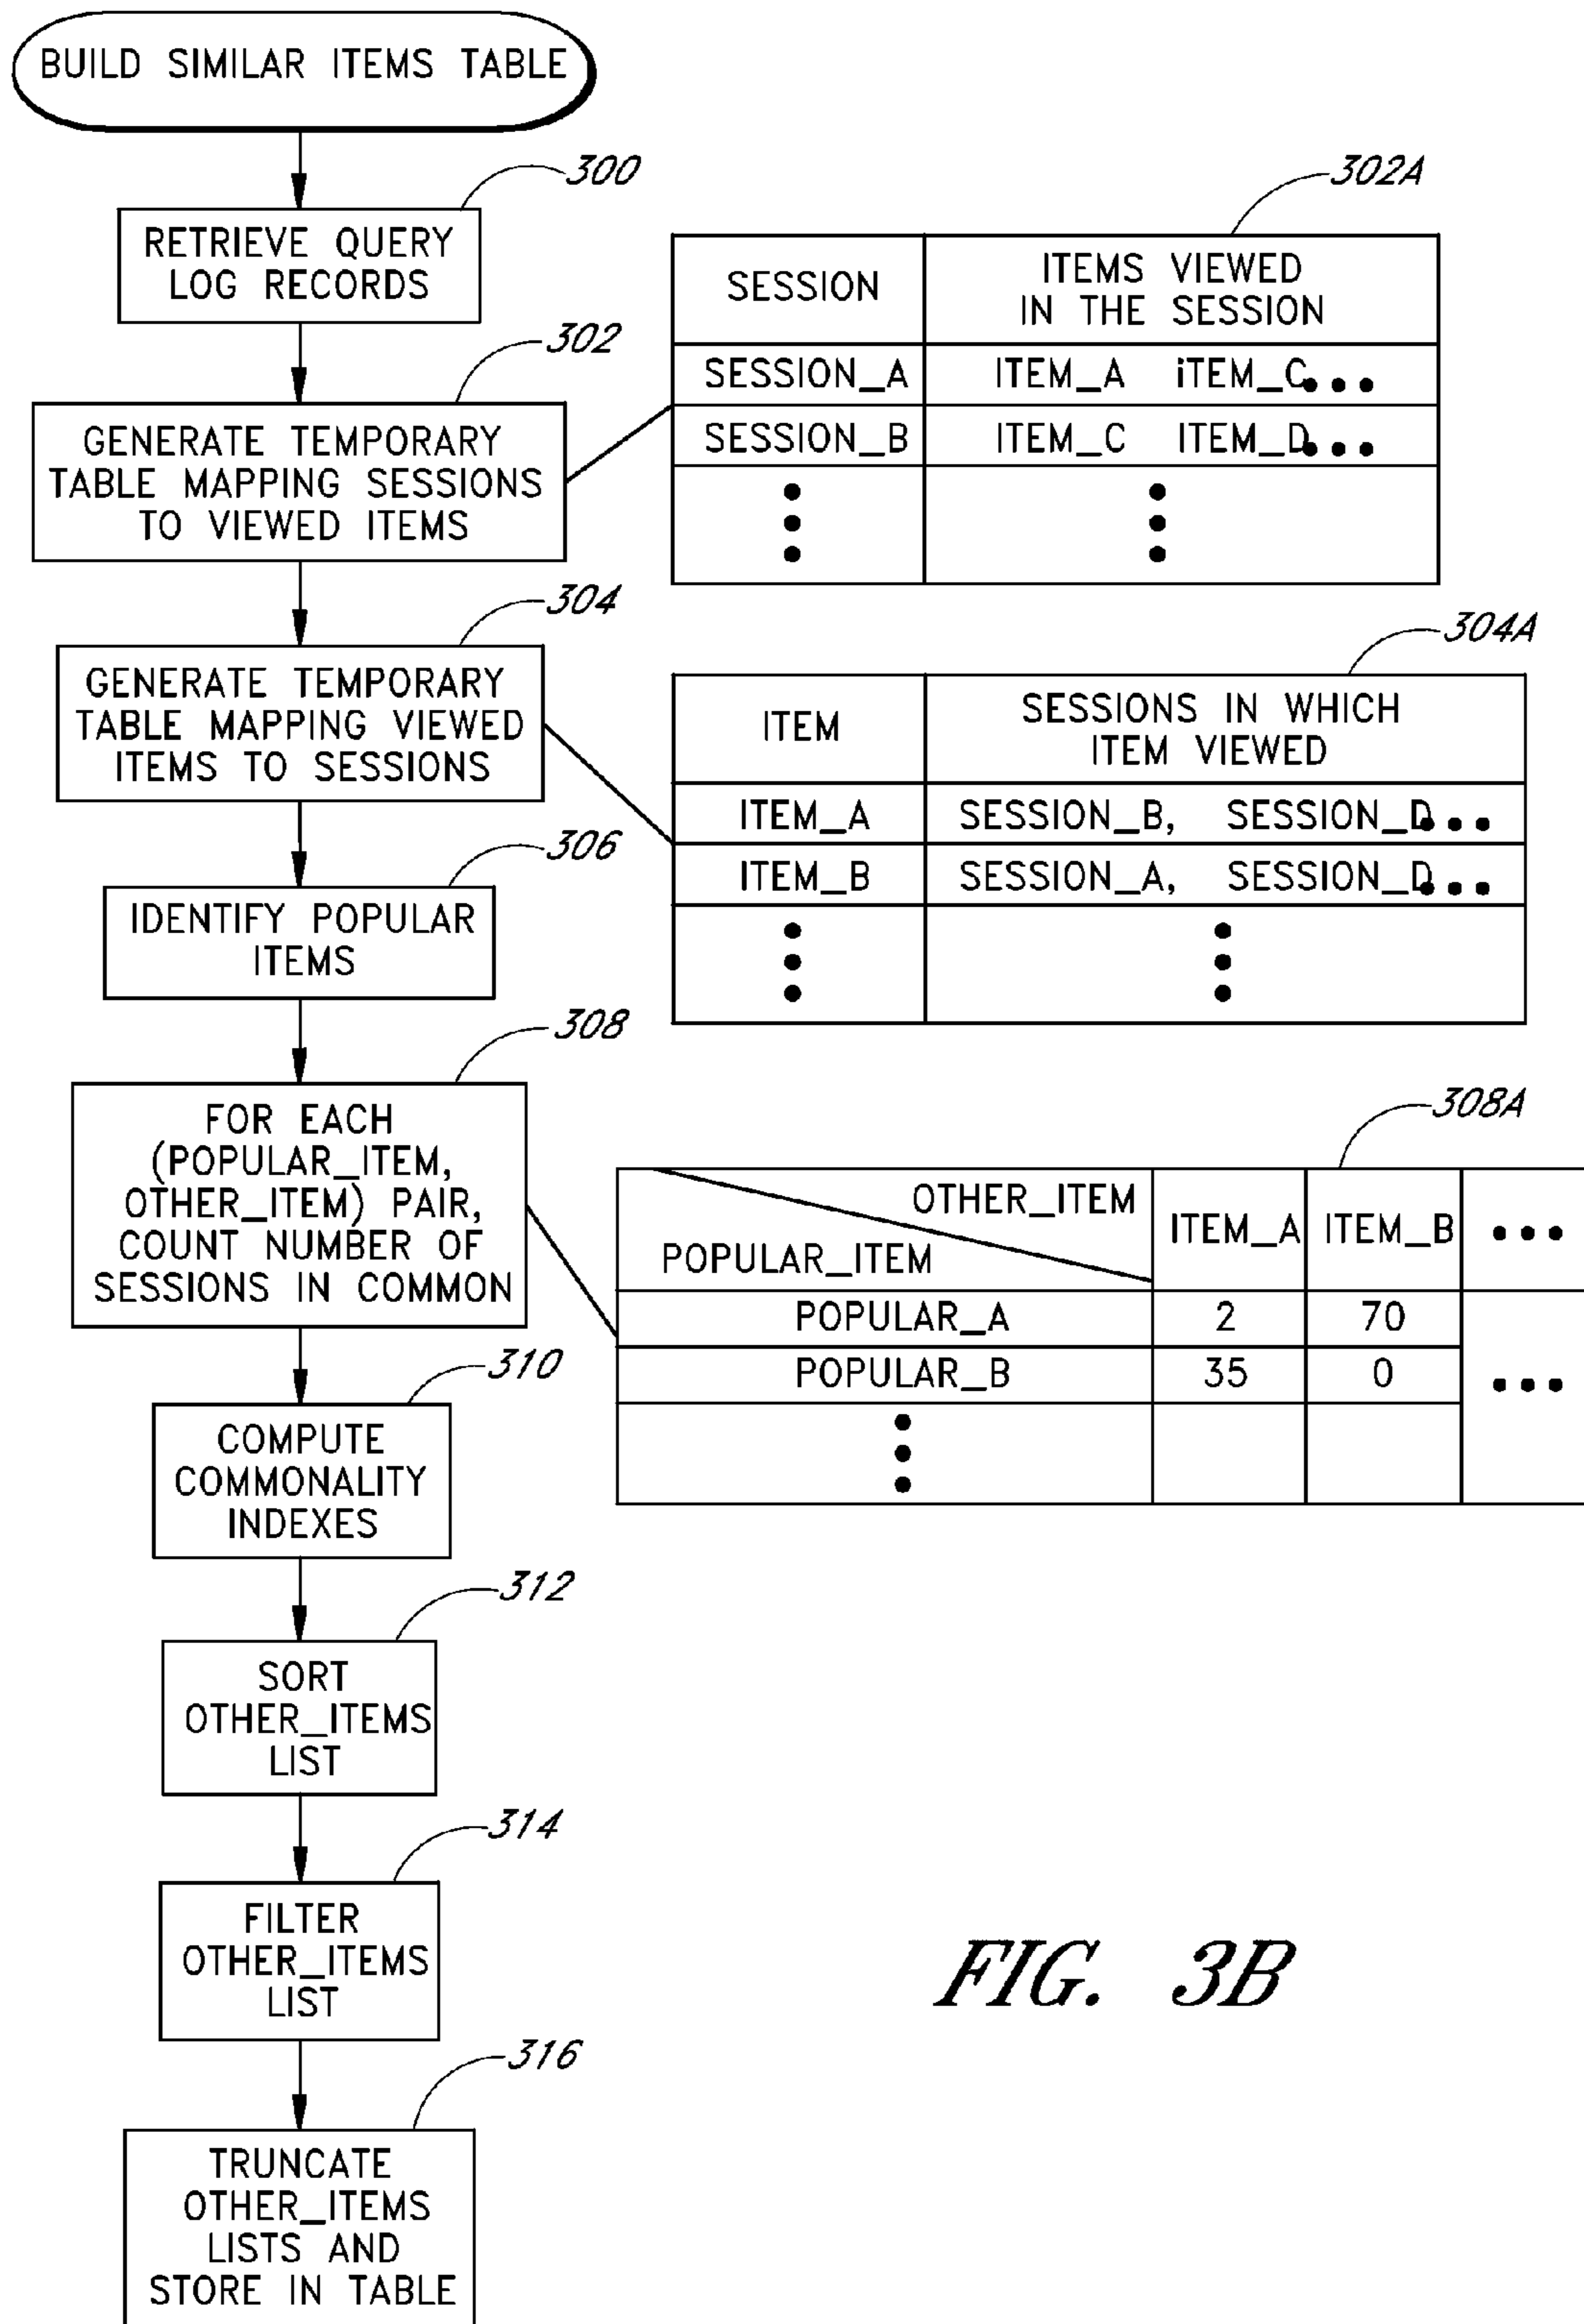 BUILD SIMILAR ITEMS TABLE
300
RETRIEVE QUERY
LOG RECORDS
302
GENERATE TEMPORARY
TABLE MAPPING SESSIONS
TO VIEWED ITEMS
302A
SESSION
ITEMS VIEWED
IN THE SESSION
SESSION_A ITEM_A iTEM_C...
SESSION_B ITEM_C ITEM_D...
304
GENERATE TEMPORARY
TABLE MAPPING VIEWED
ITEMS TO SESSIONS
304A
ITEM
SESSIONS IN WHICH
ITEM VIEWED
ITEM_A SESSION_B, SESSION_D...
ITEM_B SESSION_A, SESSION_D...
306
IDENTIFY POPULAR
ITEMS
308
FOR EACH
(POPULAR_ITEM,
OTHER_ITEM) PAIR,
COUNT NUMBER OF
SESSIONS IN COMMON
308A
OTHER_ITEM
POPULAR_ITEM
ITEM_A ITEM_B ...
POPULAR_A 2 70
POPULAR_B 35 0 ...
310
COMPUTE
COMMONALITY
INDEXES
312
SORT
OTHER_ITEMS
LIST
314
FILTER
OTHER_ITEMS
LIST
316
TRUNCATE
OTHER_ITEMS
LISTS AND
STORE IN TABLE
FIG. 3B